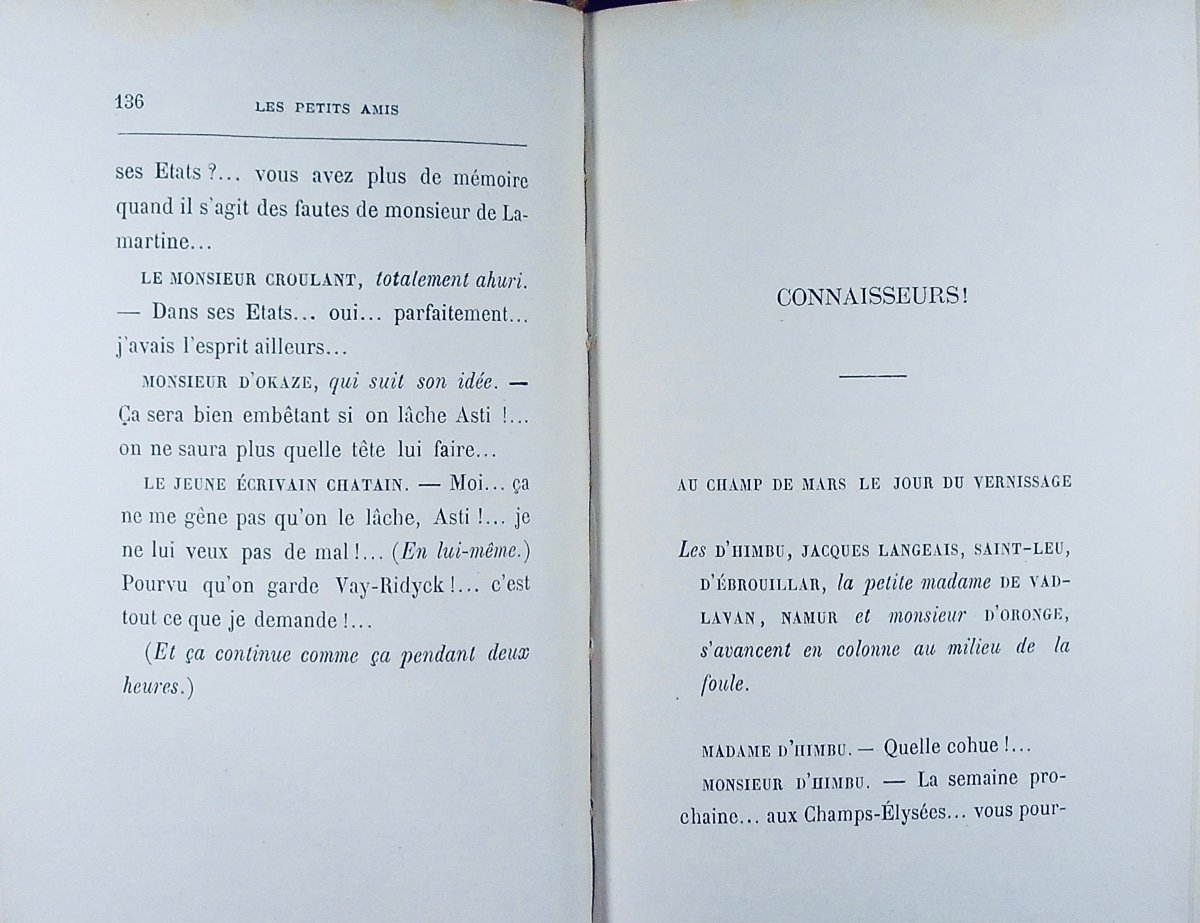 136
LES PETITS AMIS
ses Etats ?... vous avez plus de mémoire
quand il s'agit des fautes de monsieur de La-
martine...
LE MONSIEUR CROULANT, totalement ahuri.
— Dans ses Etats... oui... parfaitement...
j'avais l'esprit ailleurs...
MONSIEUR D'OKAZE, qui suit son idée. —
Ça sera bien embêtant si on lâche Asti !...
on ne saura plus quelle tête lui faire...
LE JEUNE ÉCRIVAIN CHATAIN. — Moi... ça
ne me gêne pas qu'on le lâche, Asti !... je
ne lui veux pas de mal !... (En lui-même.)
Pourvu qu'on garde Vay-Ridyck !... c'est
tout ce que je demande !...
(Et ça continue comme ça pendant deux
heures.)
CONNAISSEURS!
AU CHAMP DE MARS LE JOUR DU VERNISSAGE
Les D'HIMBU, JACQUES LANGEAIS, SAINT-LEU,
D'ÉBROUILLAR, la petite madame DE VAD-
LAVAN, NAMUR et monsieur D'ORONGE,
s'avancent en colonne au milieu de la
foule.
MADAME D'HIMBU. — Quelle cohue !...
MONSIEUR D'HIMBU. — La semaine pro-
chaine... aux Champs-Élysées... vous pour-